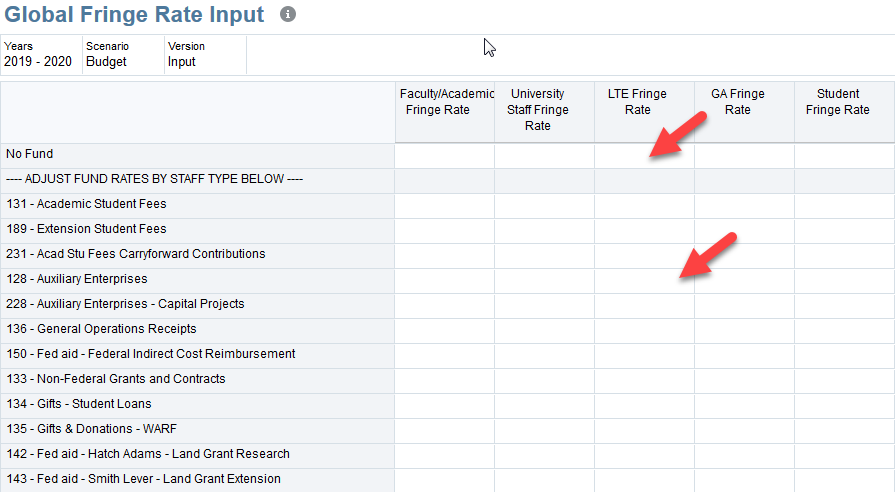 Global Fringe Rate Input
Years
2019 - 2020
Scenario
Budget
Version
Input
Faculty/Academic
Fringe Rate
University
Staff Fringe
Rate
LTE Fringe
Rate
GA Fringe
Rate
Student
Fringe Rate
No Fund
---- ADJUST FUND RATES BY STAFF TYPE BELOW ----
131 - Academic Student Fees
189 - Extension Student Fees
231 - Acad Stu Fees Carryforward Contributions
128 - Auxiliary Enterprises
228 - Auxiliary Enterprises - Capital Projects
136 - General Operations Receipts
150 - Fed aid - Federal Indirect Cost Reimbursement
133 - Non-Federal Grants and Contracts
134 - Gifts - Student Loans
135 - Gifts & Donations - WARF
142 - Fed aid - Hatch Adams - Land Grant Research
143 - Fed aid - Smith Lever - Land Grant Extension